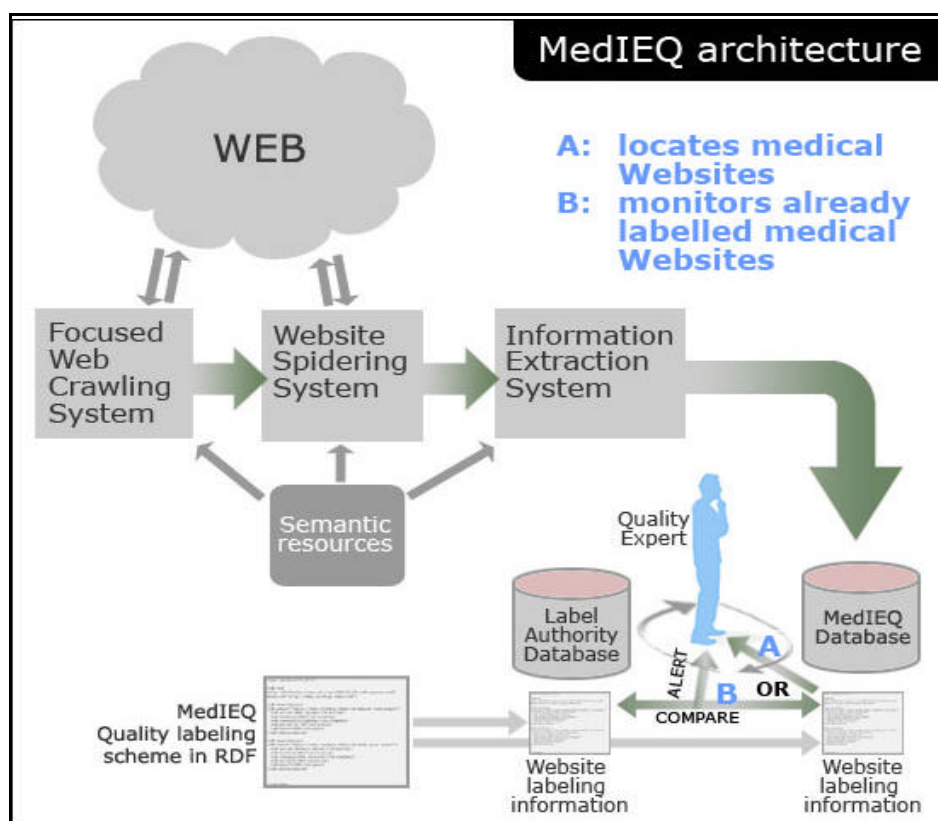 MedIEQ architecture
WEB
A: locates medical
Websites
B: monitors already
labelled medical
Websites
Focused
Web
Crawling
System
Website
Spidering
System
Information
Extraction
System
Semantic
resources
Quality
Expert
Label
Authority
Database
MedIEQ
Database
A
ALERT
B
OR
COMPARE
MedIEQ
Quality labeling
scheme in RDF
Website
labeling
information
Website
labeling
information